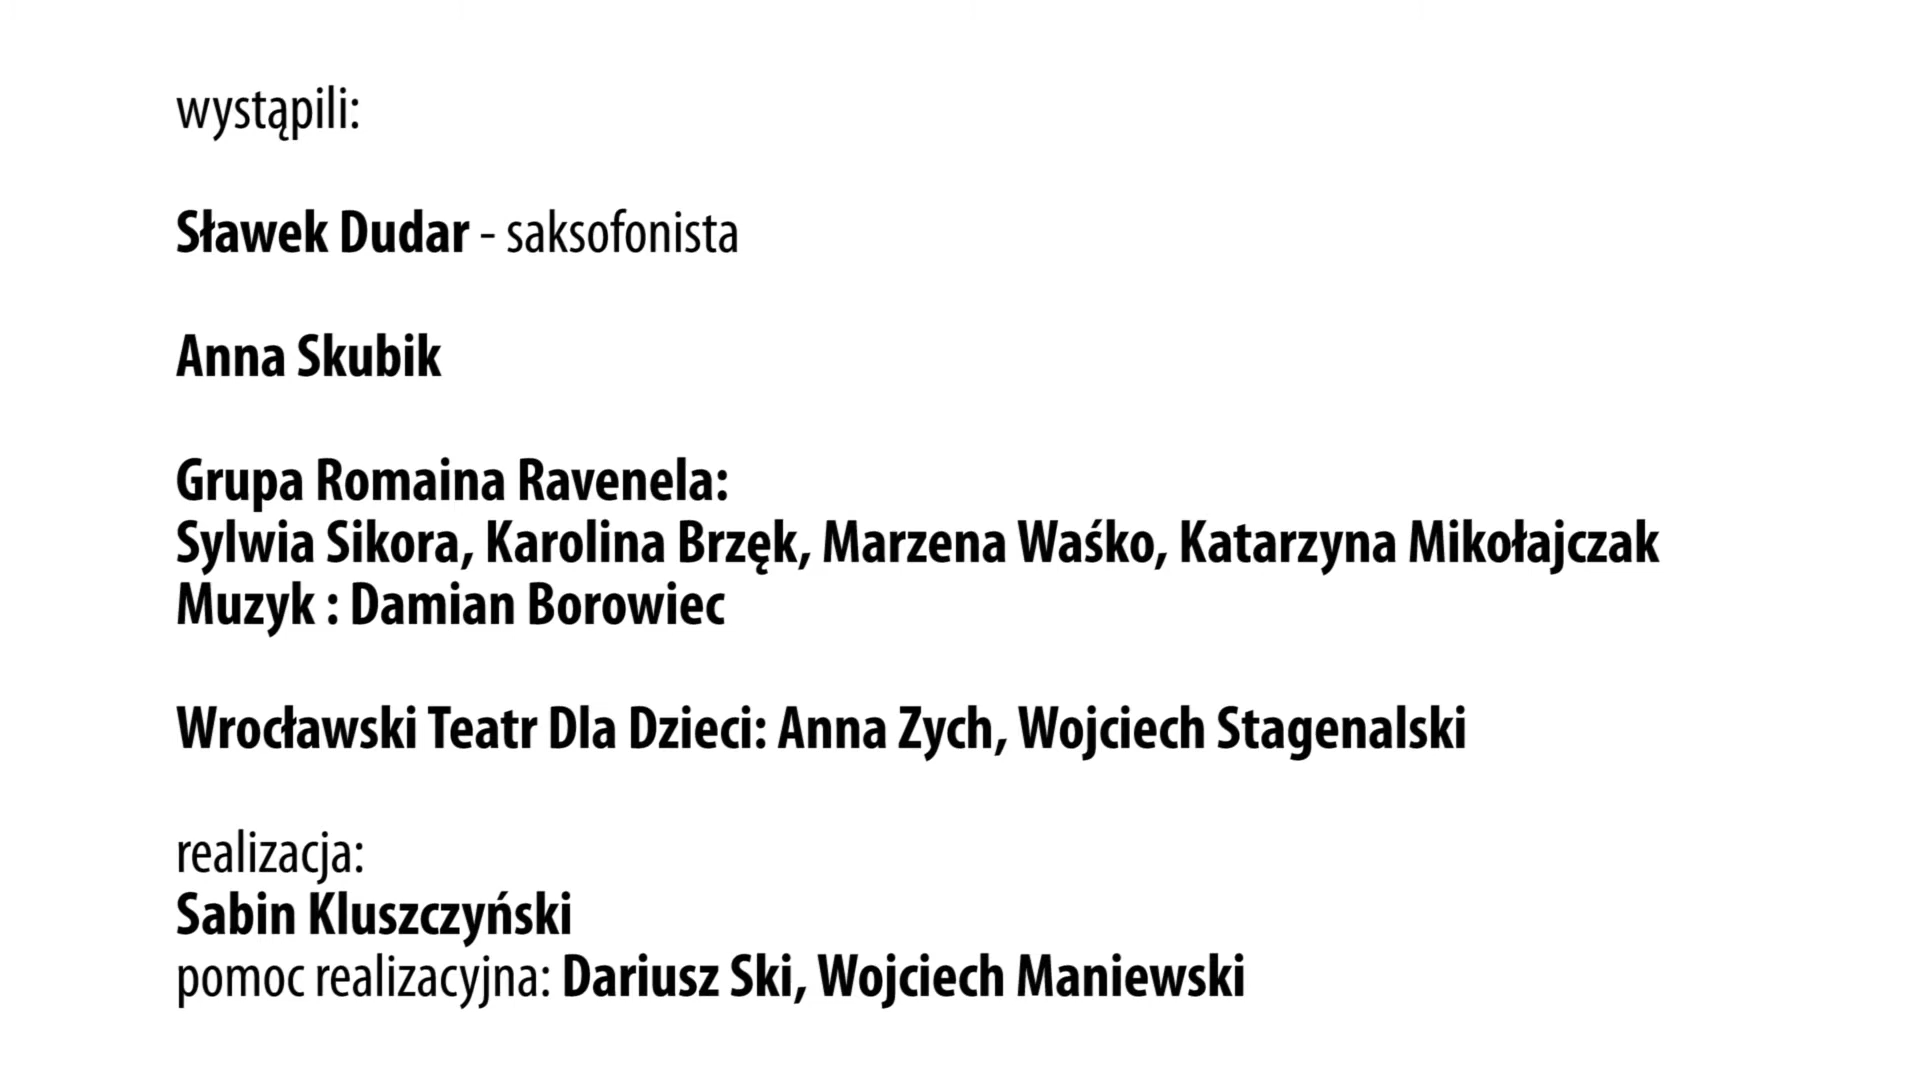 wystąpili:
Sławek Dudar - saksofonista
Anna Skubik
Grupa Romaina Ravenela:
Sylwia Sikora, Karolina Brzęk, Marzena Waśko, Katarzyna Mikołajczak
Muzyk : Damian Borowiec
Wrocławski Teatr Dla Dzieci: Anna Zych, Wojciech Stagenalski
realizacja:
Sabin Kluszczyński
pomoc realizacyjna: Dariusz Ski, Wojciech Maniewski